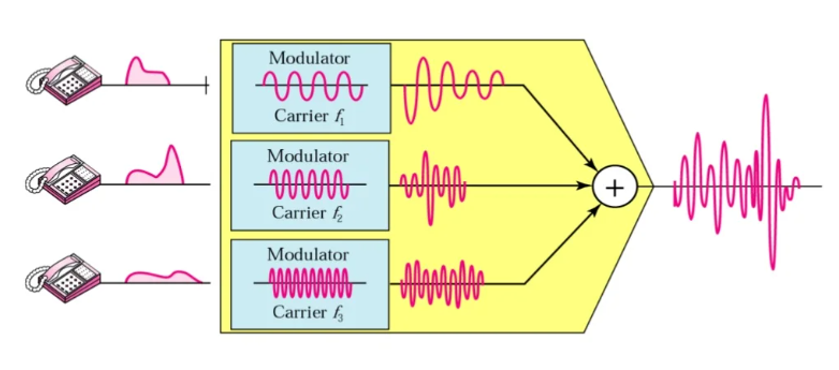 Modulator
Carrier f₁
Modulator
Carrier f₂
+
Modulator
Carrier f₃